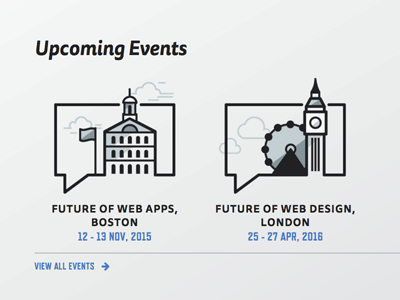 Upcoming Events
FUTURE OF WEB APPS,
BOSTON
12 - 13 NOV, 2015
FUTURE OF WEB DESIGN,
LONDON
25 - 27 APR, 2016
VIEW ALL EVENTS